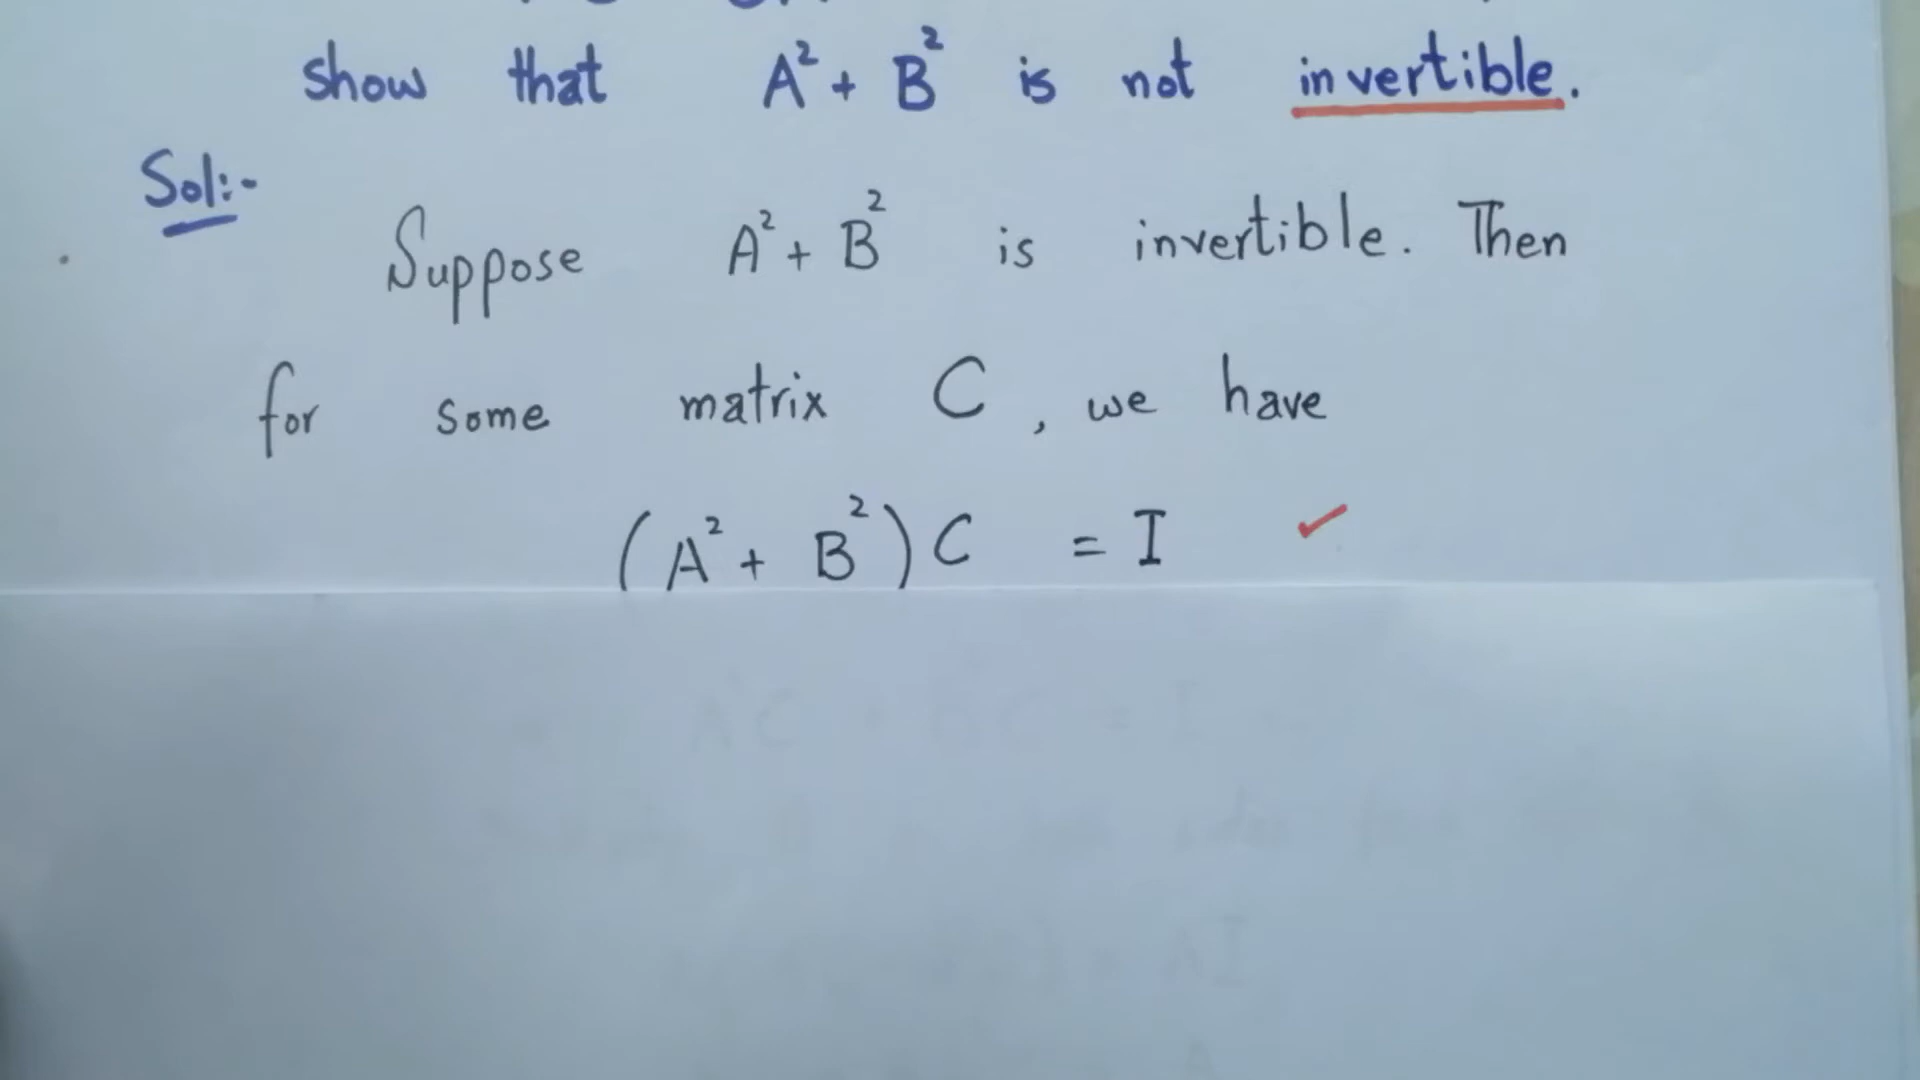 show that A² + B² is not invertible.
Sol:-
Suppose A² + B² is invertible. Then
for some matrix C, we have
(A² + B²)C = I ✓